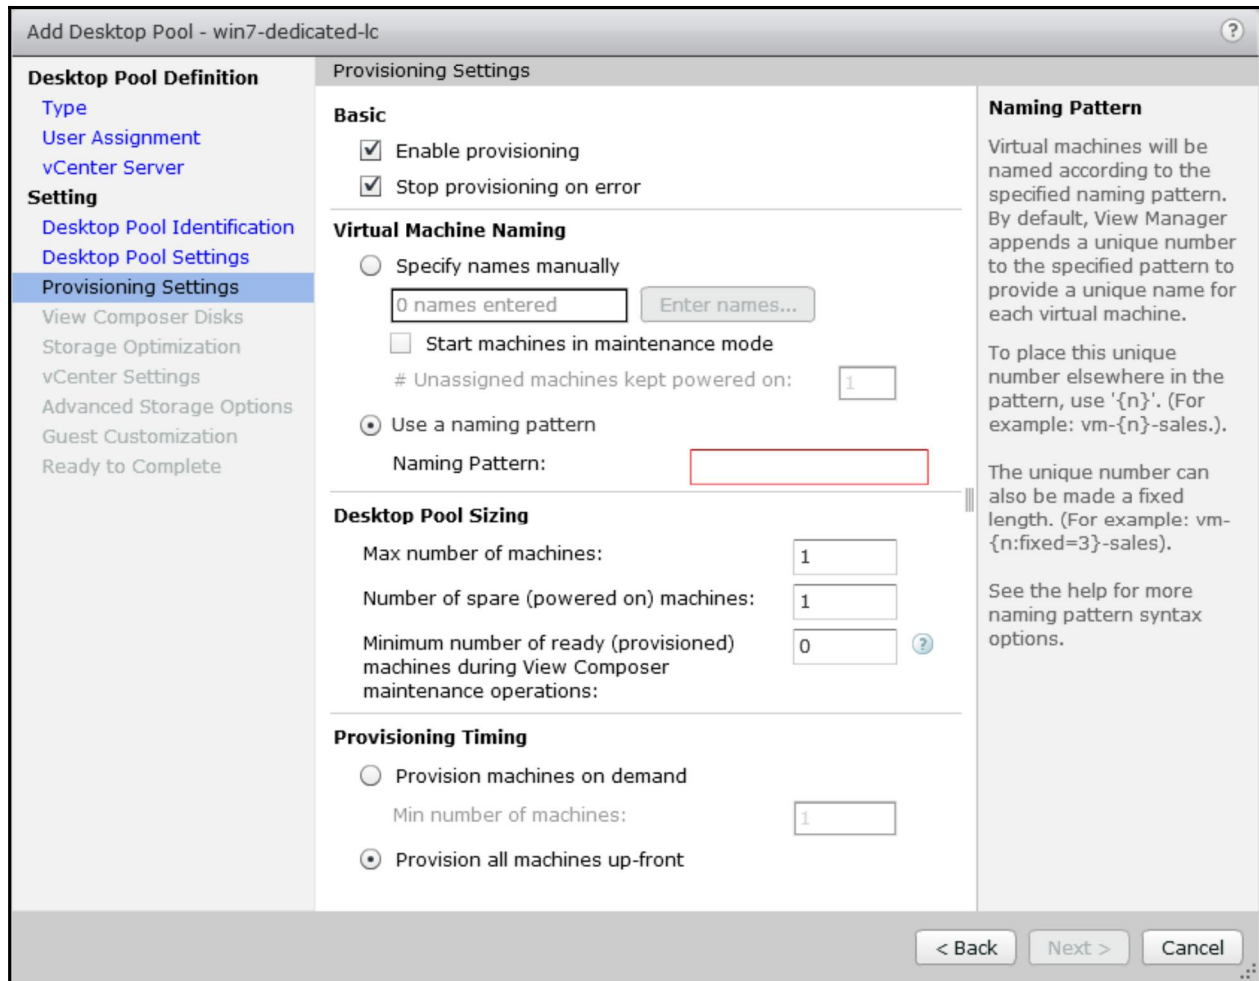 Add Desktop Pool - win7-dedicated-lc
?
Desktop Pool Definition
Type
User Assignment
vCenter Server
Setting
Desktop Pool Identification
Desktop Pool Settings
Provisioning Settings
View Composer Disks
Storage Optimization
vCenter Settings
Advanced Storage Options
Guest Customization
Ready to Complete
Provisioning Settings
Basic
Enable provisioning
Stop provisioning on error
Virtual Machine Naming
Specify names manually
0 names entered
Enter names...
Start machines in maintenance mode
# Unassigned machines kept powered on: 1
Use a naming pattern
Naming Pattern:
Desktop Pool Sizing
Max number of machines: 1
Number of spare (powered on) machines: 1
Minimum number of ready (provisioned) 0 ?
machines during View Composer
maintenance operations:
Provisioning Timing
Provision machines on demand
Min number of machines: 1
Provision all machines up-front
Naming Pattern
Virtual machines will be
named according to the
specified naming pattern.
By default, View Manager
appends a unique number
to the specified pattern to
provide a unique name for
each virtual machine.
To place this unique
number elsewhere in the
pattern, use '{n}'. (For
example: vm-{n}-sales.).
The unique number can
also be made a fixed
length. (For example: vm-
{n:fixed=3}-sales).
See the help for more
naming pattern syntax
options.
< Back
Next >
Cancel